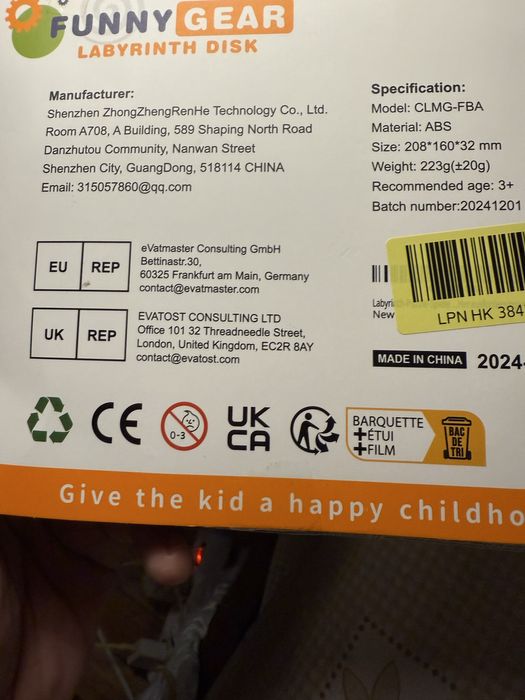 FUNNY GEAR
LABYRINTH DISK
Manufacturer:
Shenzhen ZhongZhengRenHe Technology Co., Ltd.
Room A708, A Building, 589 Shaping North Road
Danzhutou Community, Nanwan Street
Shenzhen City, GuangDong, 518114 CHINA
Email: 315057860@qq.com
Specification:
Model: CLMG-FBA
Material: ABS
Size: 208*160*32 mm
Weight: 223g(±20g)
Recommended age: 3+
Batch number:20241201
EU REP
eVatmaster Consulting GmbH
Bettinastr.30,
60325 Frankfurt am Main, Germany
contact@evatmaster.com
UK REP
EVATOST CONSULTING LTD
Office 101 32 Threadneedle Street,
London, United Kingdom, EC2R 8AY
contact@evatost.com
New
LPN HK 384
MADE IN CHINA 2024-
CE
0-3
UK
CA
BARQUETTE
+ÉTUI
+FILM
BAC
DE
TRI
Give the kid a happy childho